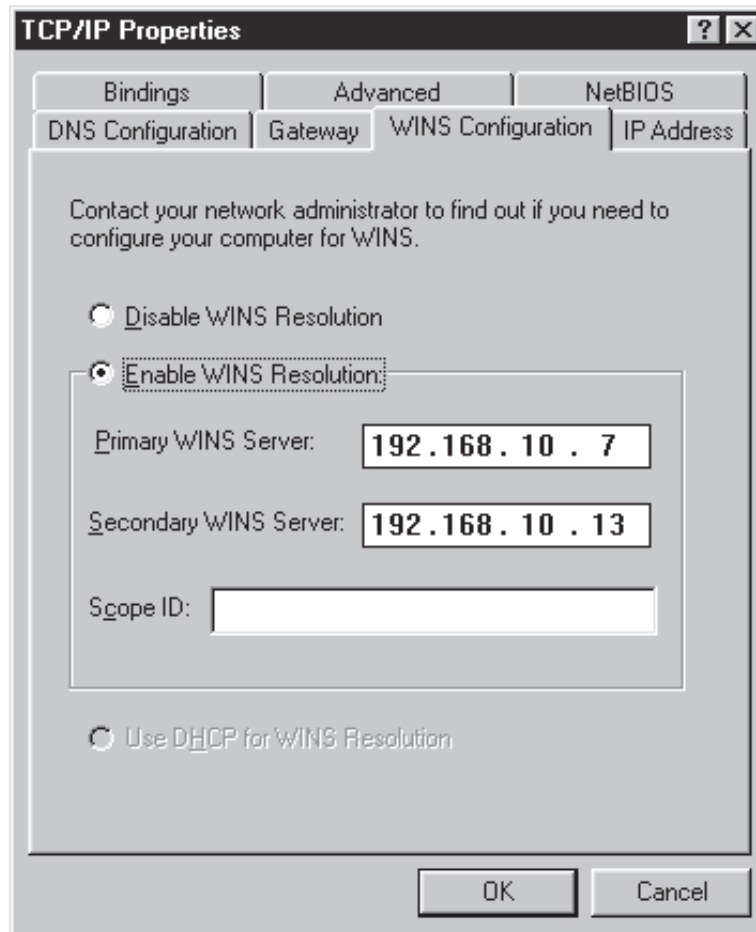 TCP/IP Properties
Bindings Advanced NetBIOS
DNS Configuration Gateway WINS Configuration IP Address
Contact your network administrator to find out if you need to
configure your computer for WINS.
Disable WINS Resolution
Enable WINS Resolution:
Primary WINS Server: 192.168. 10 . 7
Secondary WINS Server: 192.168. 10 . 13
Scope ID:
Use DHCP for WINS Resolution
OK Cancel